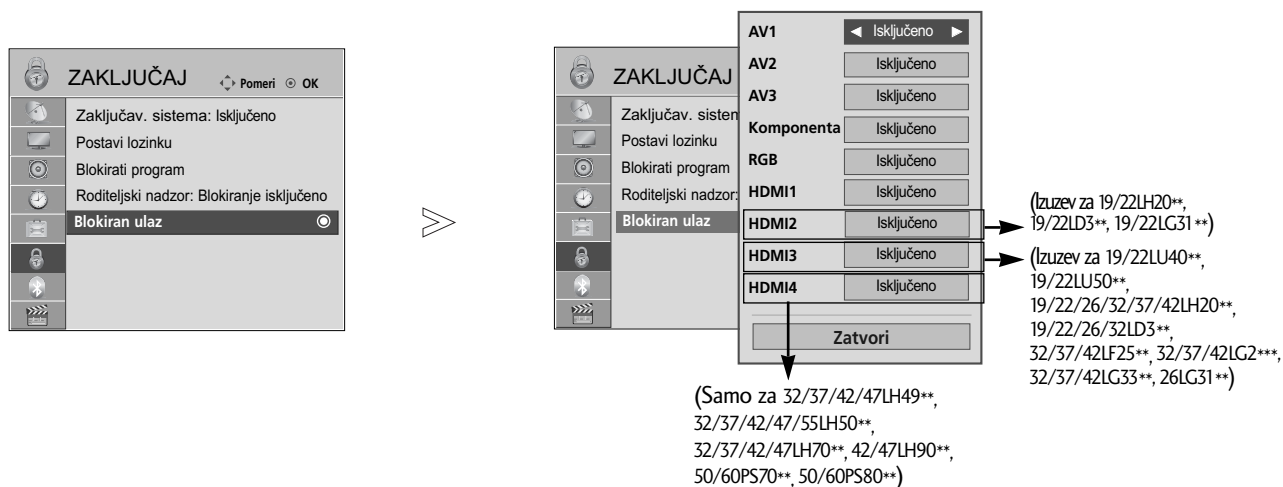 ZAKLJUČAJ Pomeri OK
Zaključav. sistema: Isključeno
Postavi lozinku
Blokirati program
Roditeljski nadzor: Blokiranje isključeno
Blokiran ulaz
ZAKLJUČAJ
Zaključav. sisten
Postavi lozinku
Blokirati program
Roditeljski nadzor:
Blokiran ulaz
AV1 ◄ Isključeno ►
AV2 Isključeno
AV3 Isključeno
Komponenta Isključeno
RGB Isključeno
HDMI1 Isključeno
HDMI2 Isključeno
HDMI3 Isključeno
HDMI4 Isključeno
Zatvori
(Izuzev za 19/22LH20**,
19/22LD3**, 19/22LG31**)
(Izuzev za 19/22LU40**,
19/22LU50**,
19/22/26/32/37/42LH20**,
19/22/26/32LD3**,
32/37/42LF25**, 32/37/42LG2***,
32/37/42LG33**, 26LG31**)
(Samo za 32/37/42/47LH49**,
32/37/42/47/55LH50**,
32/37/42/47LH70**, 42/47LH90**,
50/60PS70**, 50/60PS80**)